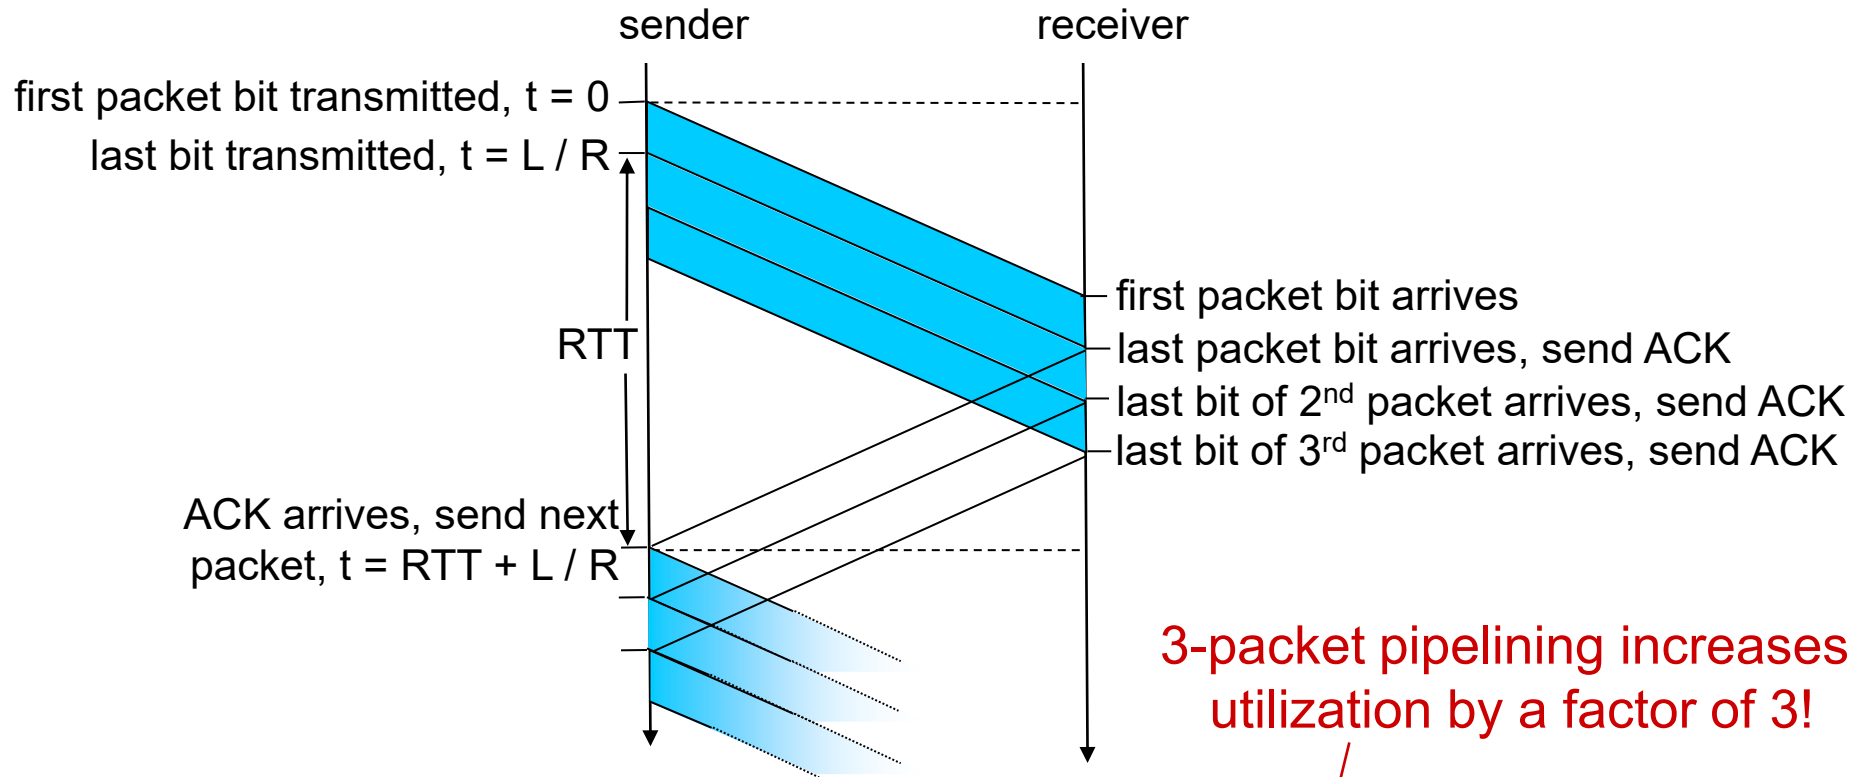 sender
receiver
first packet bit transmitted, t = 0
last bit transmitted, t = L / R
RTT
first packet bit arrives
last packet bit arrives, send ACK
last bit of 2nd packet arrives, send ACK
last bit of 3rd packet arrives, send ACK
ACK arrives, send next
packet, t = RTT + L / R
3-packet pipelining increases
utilization by a factor of 3!